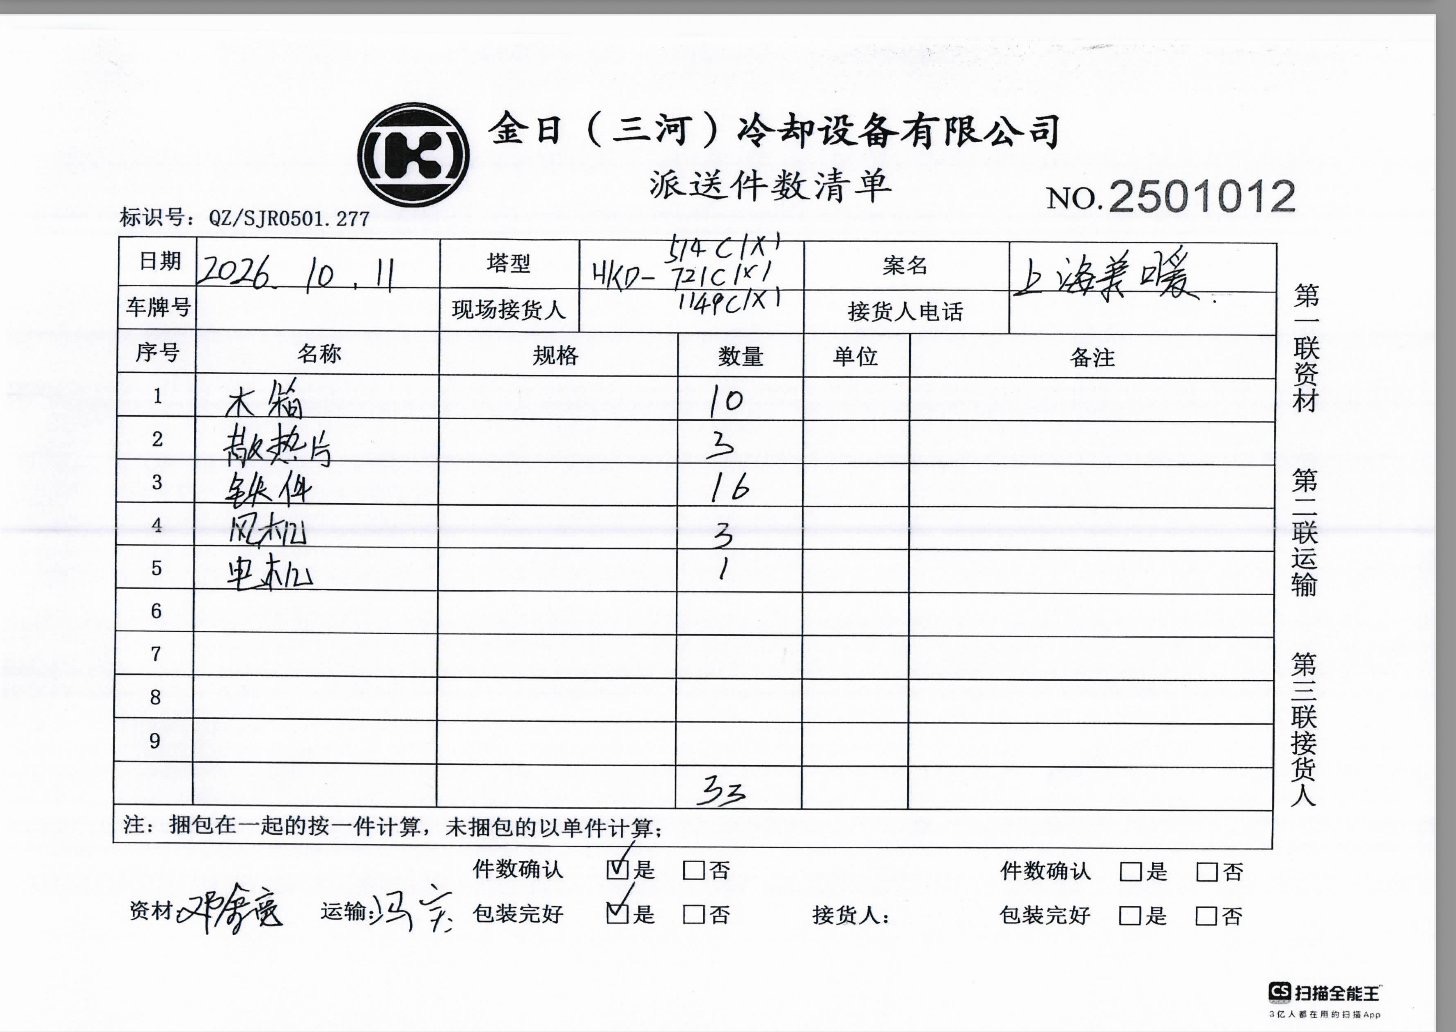 金日（三河）冷却设备有限公司
派送件数清单
NO.2501012
标识号：QZ/SJR0501.277
日期 2026.10.11 塔型 HKD- 514C1X1 721C1X1 1149C1X1 案名 上海美暖.
车牌号 现场接货人 接货人电话
序号 名称 规格 数量 单位 备注
1 木箱 10
2 散热片 3
3 铁件 16
4 风机 3
5 电机 1
6
7
8
9
33
注：捆包在一起的按一件计算，未捆包的以单件计算；
件数确认 ☑是 □否 件数确认 □是 □否
资材: 邓 亮 运输: 冯 包装完好 ☑是 □否 接货人： 包装完好 □是 □否
第一联资材
第二联运输
第三联接货人
CS 扫描全能王
3亿人都在用的扫描App